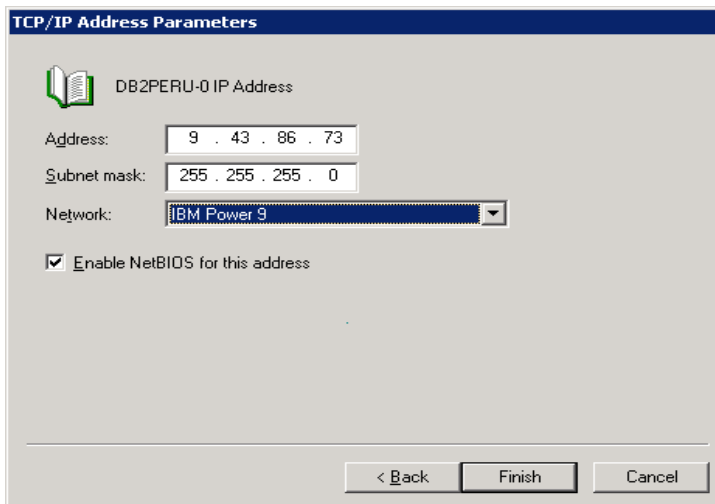 TCP/IP Address Parameters
DB2PERU-0 IP Address
Address: 9 . 43 . 86 . 73
Subnet mask: 255 . 255 . 255 . 0
Network: IBM Power 9
Enable NetBIOS for this address
< Back Finish Cancel